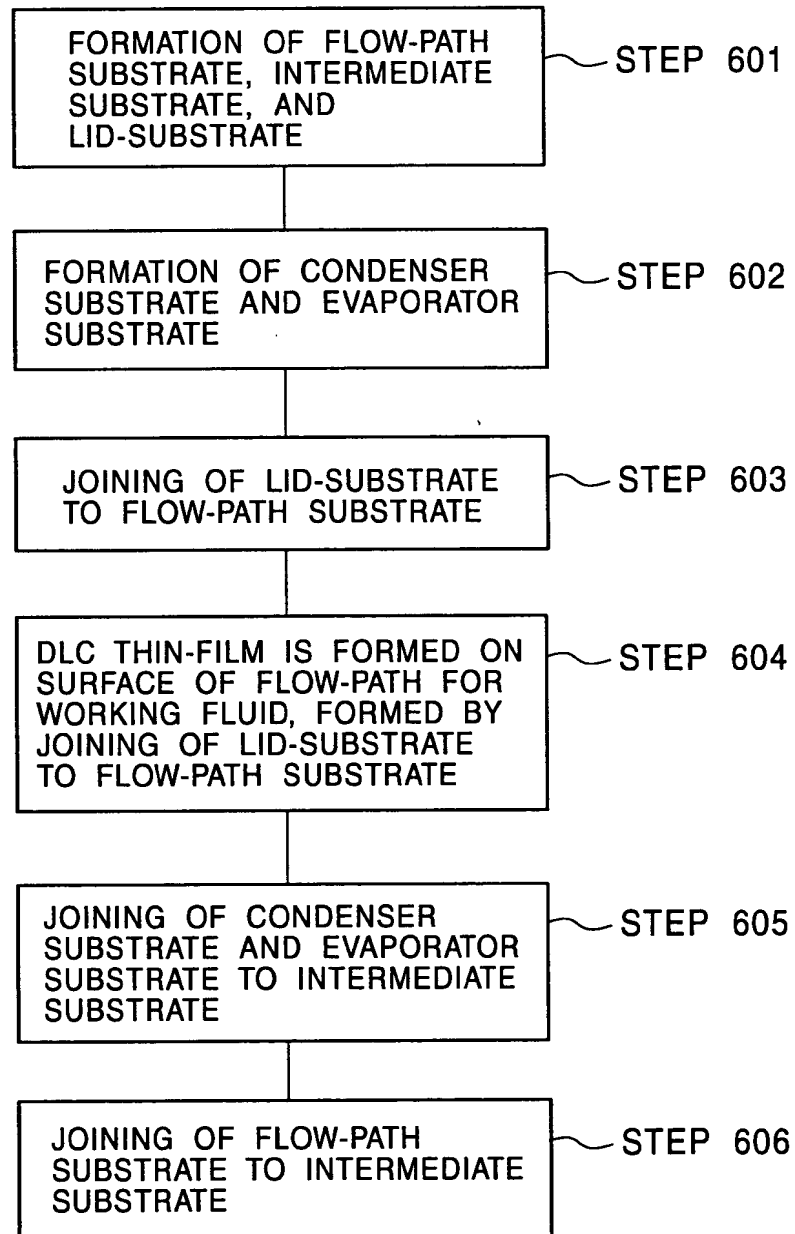 FORMATION OF FLOW-PATH
SUBSTRATE, INTERMEDIATE
SUBSTRATE, AND
LID-SUBSTRATE
STEP 601
FORMATION OF CONDENSER
SUBSTRATE AND EVAPORATOR
SUBSTRATE
STEP 602
JOINING OF LID-SUBSTRATE
TO FLOW-PATH SUBSTRATE
STEP 603
DLC THIN-FILM IS FORMED ON
SURFACE OF FLOW-PATH FOR
WORKING FLUID, FORMED BY
JOINING OF LID-SUBSTRATE
TO FLOW-PATH SUBSTRATE
STEP 604
JOINING OF CONDENSER
SUBSTRATE AND EVAPORATOR
SUBSTRATE TO INTERMEDIATE
SUBSTRATE
STEP 605
JOINING OF FLOW-PATH
SUBSTRATE TO INTERMEDIATE
SUBSTRATE
STEP 606